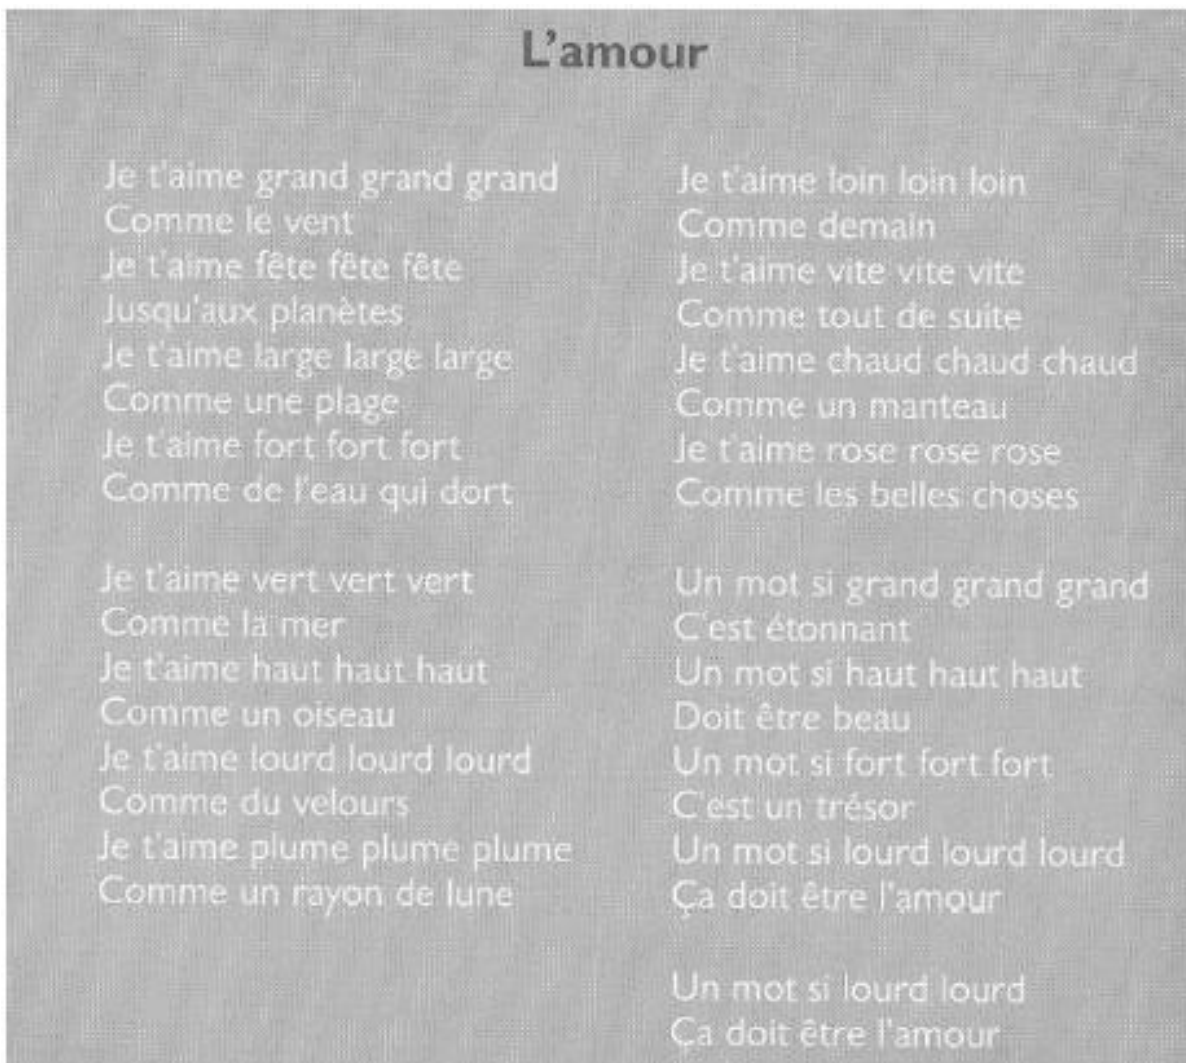 L'amour
Je t'aime grand grand grand
Comme le vent
Je t'aime fête fête fête
Jusqu'aux planètes
Je t'aime large large large
Comme une plage
Je t'aime fort fort fort
Comme de l'eau qui dort
Je t'aime vert vert vert
Comme la mer
Je t'aime haut haut haut
Comme un oiseau
Je t'aime lourd lourd lourd
Comme du velours
Je t'aime plume plume plume
Comme un rayon de lune
Je t'aime loin loin loin
Comme demain
Je t'aime vite vite vite
Comme tout de suite
Je t'aime chaud chaud chaud
Comme un manteau
Je t'aime rose rose rose
Comme les belles choses
Un mot si grand grand grand
C'est étonnant
Un mot si haut haut haut
Doit être beau
Un mot si fort fort fort
C'est un trésor
Un mot si lourd lourd lourd
Ça doit être l'amour
Un mot si lourd lourd
Ça doit être l'amour